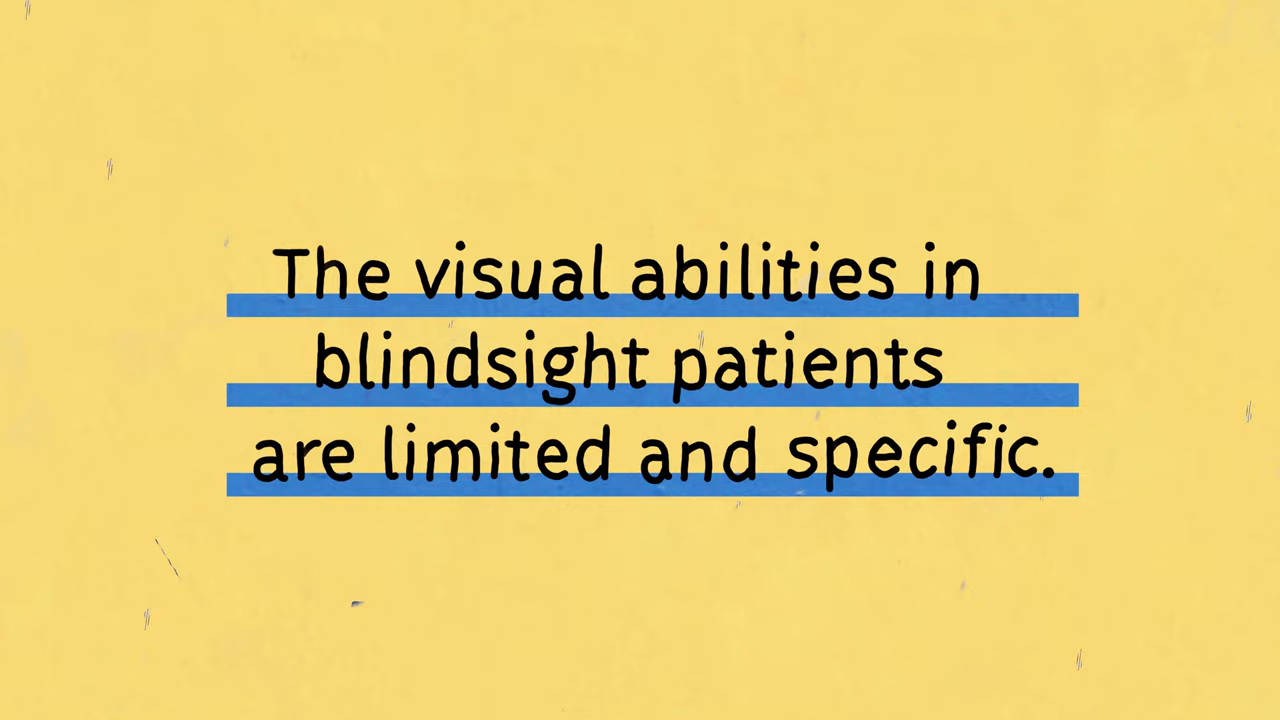 The visual abilities in
blindsight patients
are limited and specific.